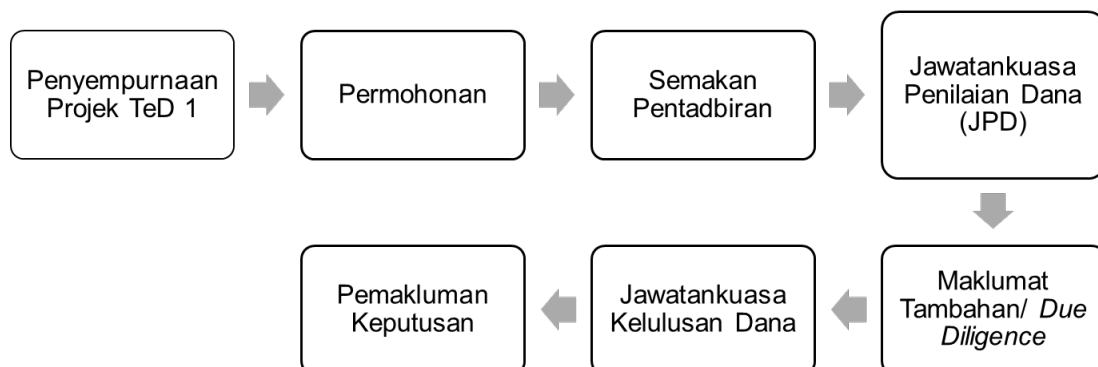 Penyempurnaan
Projek TeD 1
Permohonan
Semakan
Pentadbiran
Jawatankuasa
Penilaian Dana
(JPD)
Maklumat
Tambahan/ Due
Diligence
Jawatankuasa
Kelulusan Dana
Pemakluman
Keputusan